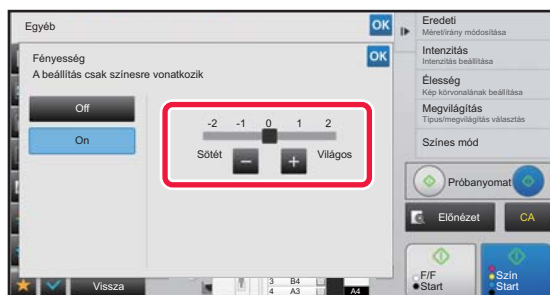 Egyéb
OK
Fényesség
OK
A beállítás csak színesre vonatkozik
Off
On
-2 -1 0 1 2
Sötét
Világos
Vissza
3 B4
4 A3
A4
Eredeti
Méret/irány módosítása
Intenzitás
Intenzitás beállítása
Élesség
Kép körvonalának beállítása
Megvilágítás
Típus/megvilágítás választás
Színes mód
Próbanyomat
Előnézet
CA
F/F
Start
Szín
Start